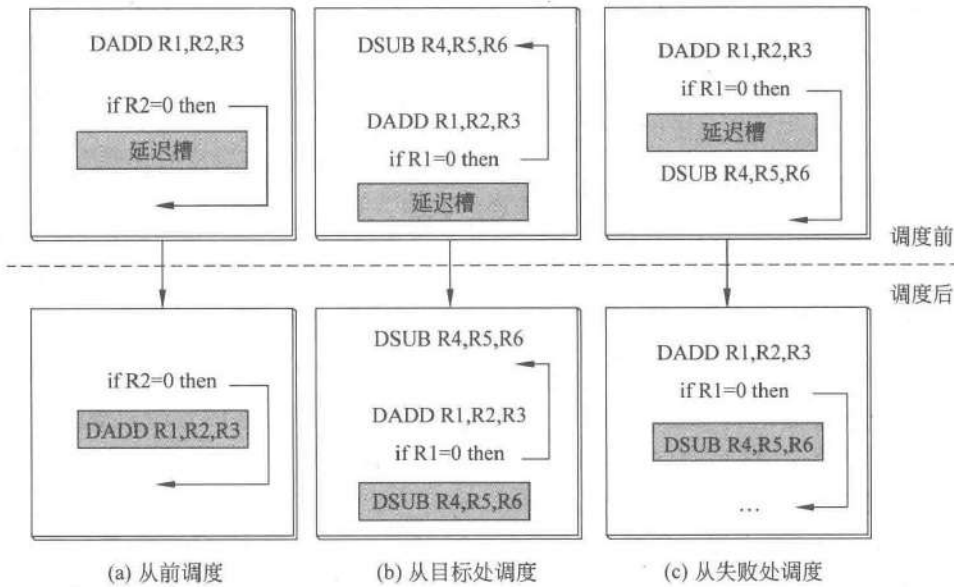 DADD R1,R2,R3
if R2=0 then
延迟槽
DSUB R4,R5,R6
DADD R1,R2,R3
if R1=0 then
延迟槽
DADD R1,R2,R3
if R1=0 then
延迟槽
DSUB R4,R5,R6
调度前
调度后
if R2=0 then
DADD R1,R2,R3
DSUB R4,R5,R6
DADD R1,R2,R3
if R1=0 then
DSUB R4,R5,R6
DADD R1,R2,R3
if R1=0 then
DSUB R4,R5,R6
…
(a) 从前调度
(b) 从目标处调度
(c) 从失败处调度